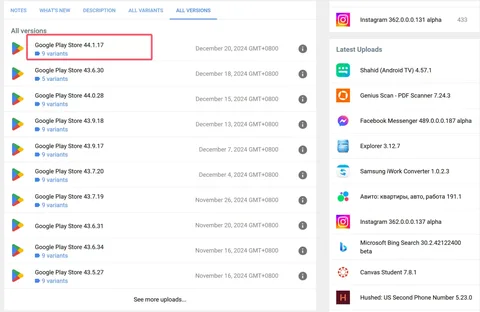 NOTES
WHAT'S NEW
DESCRIPTION
ALL VARIANTS
ALL VERSIONS
All versions
Google Play Store 44.1.17
December 20, 2024 GMT+0800
9 variants
Google Play Store 43.6.30
December 18, 2024 GMT+0800
5 variants
Google Play Store 44.0.28
December 15, 2024 GMT+0800
9 variants
Google Play Store 43.9.18
December 13, 2024 GMT+0800
9 variants
Google Play Store 43.9.17
December 7, 2024 GMT+0800
9 variants
Google Play Store 43.7.20
December 4, 2024 GMT+0800
9 variants
Google Play Store 43.7.19
November 26, 2024 GMT+0800
9 variants
Google Play Store 43.6.31
November 20, 2024 GMT+0800
Google Play Store 43.6.34
November 16, 2024 GMT+0800
9 variants
Google Play Store 43.5.27
November 16, 2024 GMT+0800
9 variants
See more uploads...
Instagram 362.0.0.0.131 alpha
433
Latest Uploads
Shahid (Android TV) 4.57.1
Genius Scan - PDF Scanner 7.24.3
Facebook Messenger 489.0.0.0.187 alpha
Explorer 3.12.7
Samsung iWork Converter 1.0.2.3
Авито: квартиры, авто, работа 191.1
Instagram 362.0.0.0.137 alpha
Microsoft Bing Search 30.2.42122400
beta
Canvas Student 7.8.1
Hushed: US Second Phone Number 5.23.0